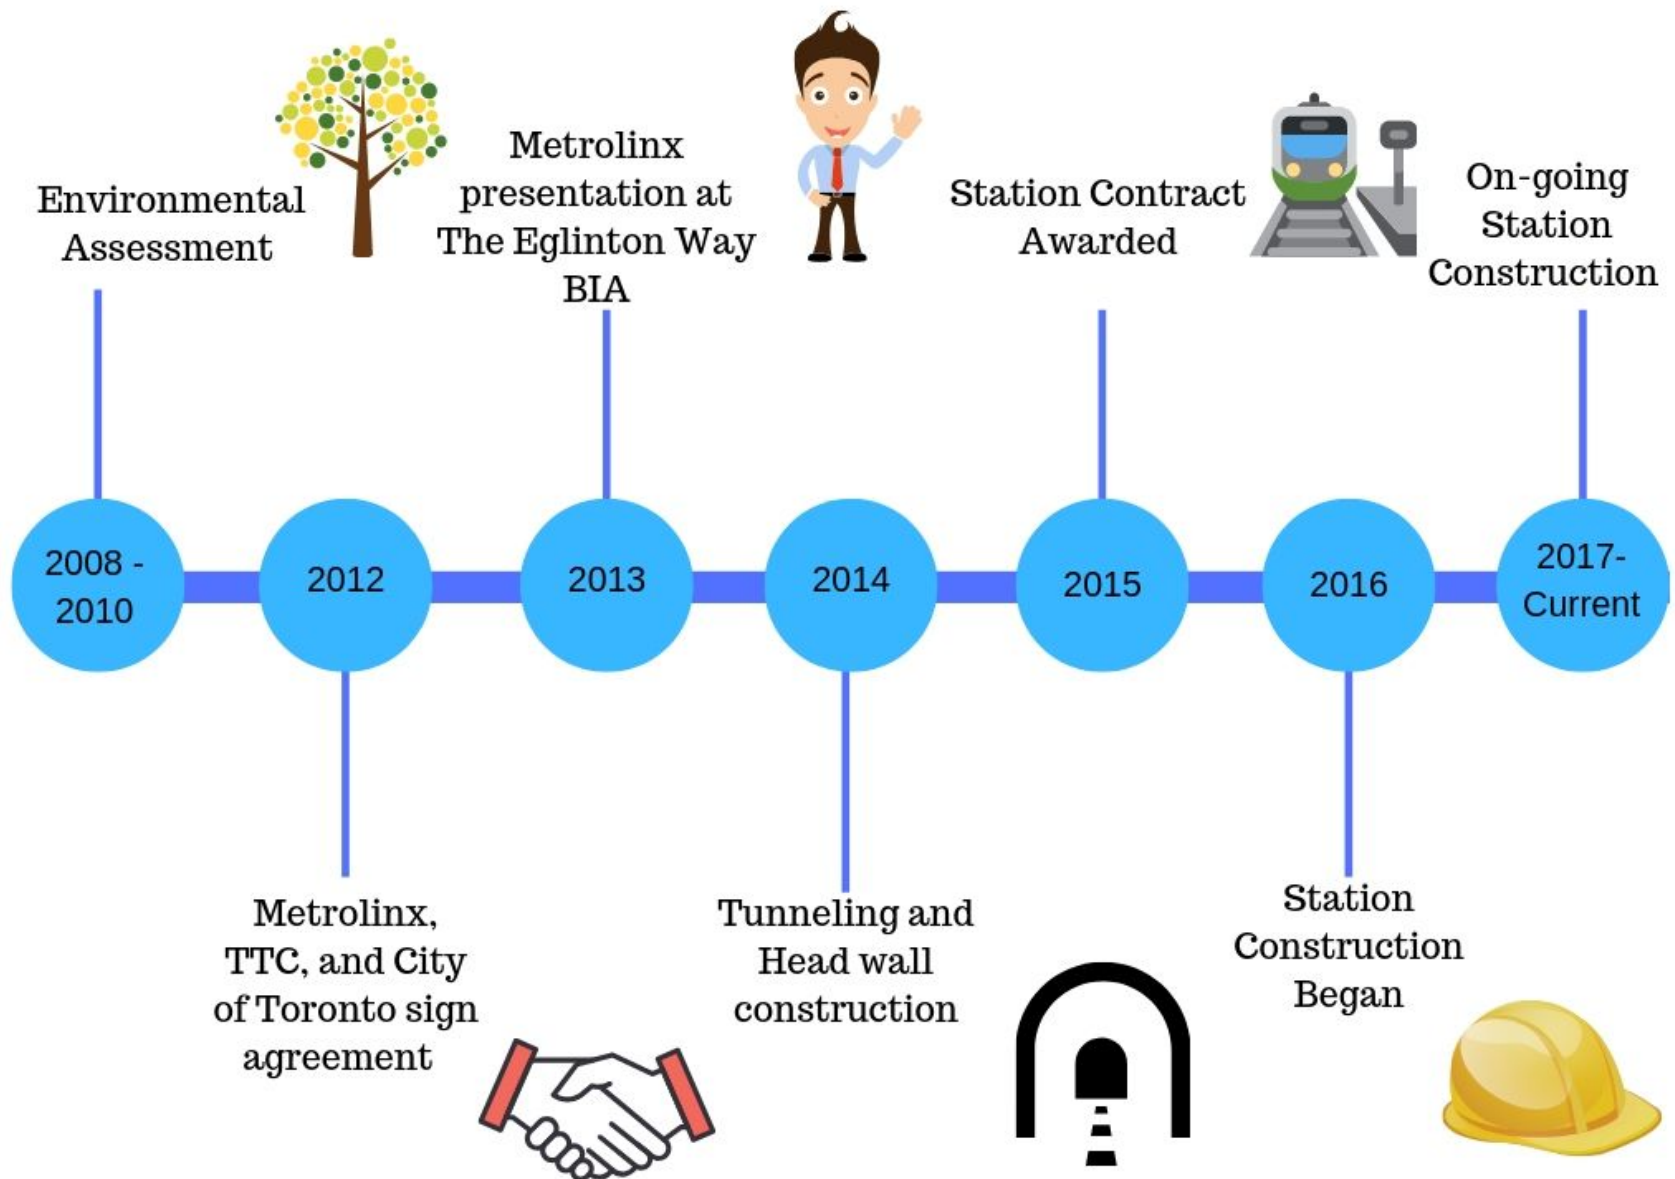 Environmental
Assessment
Metrolinx
presentation at
The Eglinton Way
BIA
Station Contract
Awarded
On-going
Station
Construction
2008 -
2010
2012
2013
2014
2015
2016
2017-
Current
Metrolinx,
TTC, and City
of Toronto sign
agreement
Tunneling and
Head wall
construction
Station
Construction
Began